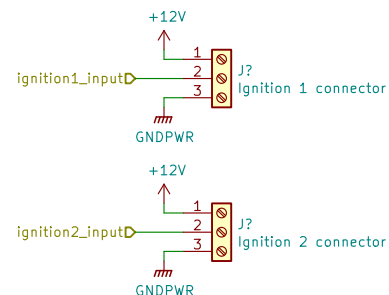 +12V
1
J?
ignition1_input
2
Ignition 1 connector
3
GNDPWR
+12V
1
J?
ignition2_input
2
Ignition 2 connector
3
GNDPWR